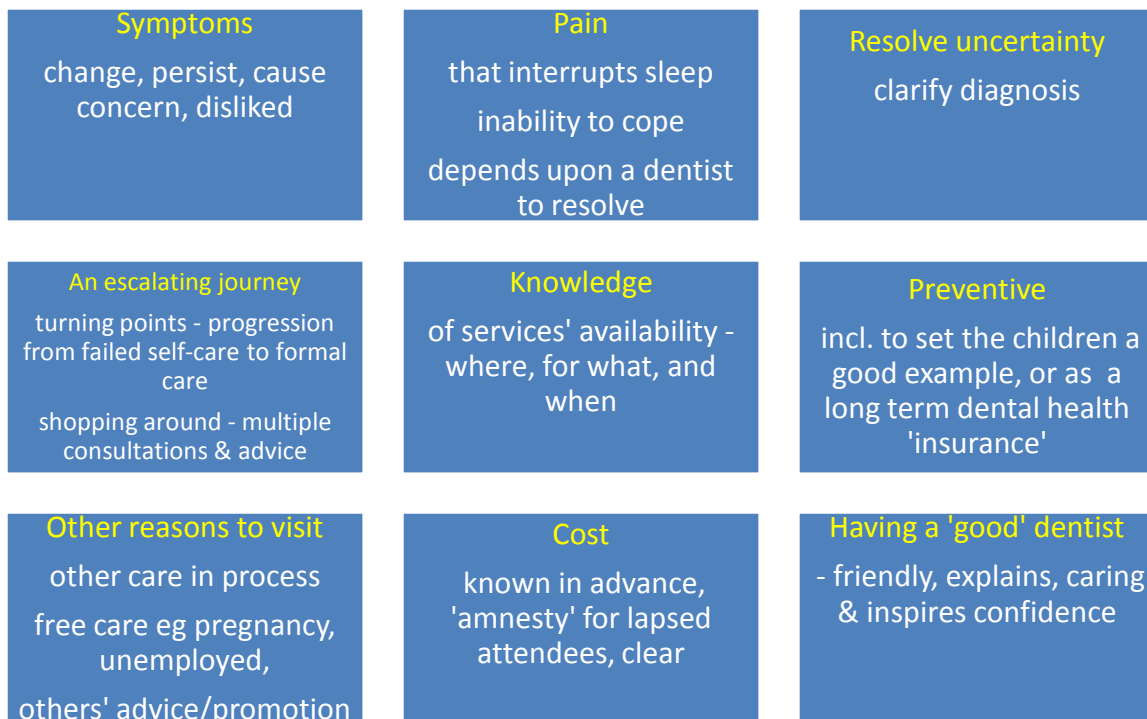 Symptoms
change, persist, cause
concern, disliked
Pain
that interrupts sleep
inability to cope
depends upon a dentist
to resolve
Resolve uncertainty
clarify diagnosis
An escalating journey
turning points - progression
from failed self-care to formal
care
shopping around - multiple
consultations & advice
Knowledge
of services' availability -
where, for what, and
when
Preventive
incl. to set the children a
good example, or as  a
long term dental health
'insurance'
Other reasons to visit
other care in process
free care eg pregnancy,
unemployed,
others' advice/promotion
Cost
known in advance,
'amnesty' for lapsed
attendees, clear
Having a 'good' dentist
- friendly, explains, caring
& inspires confidence